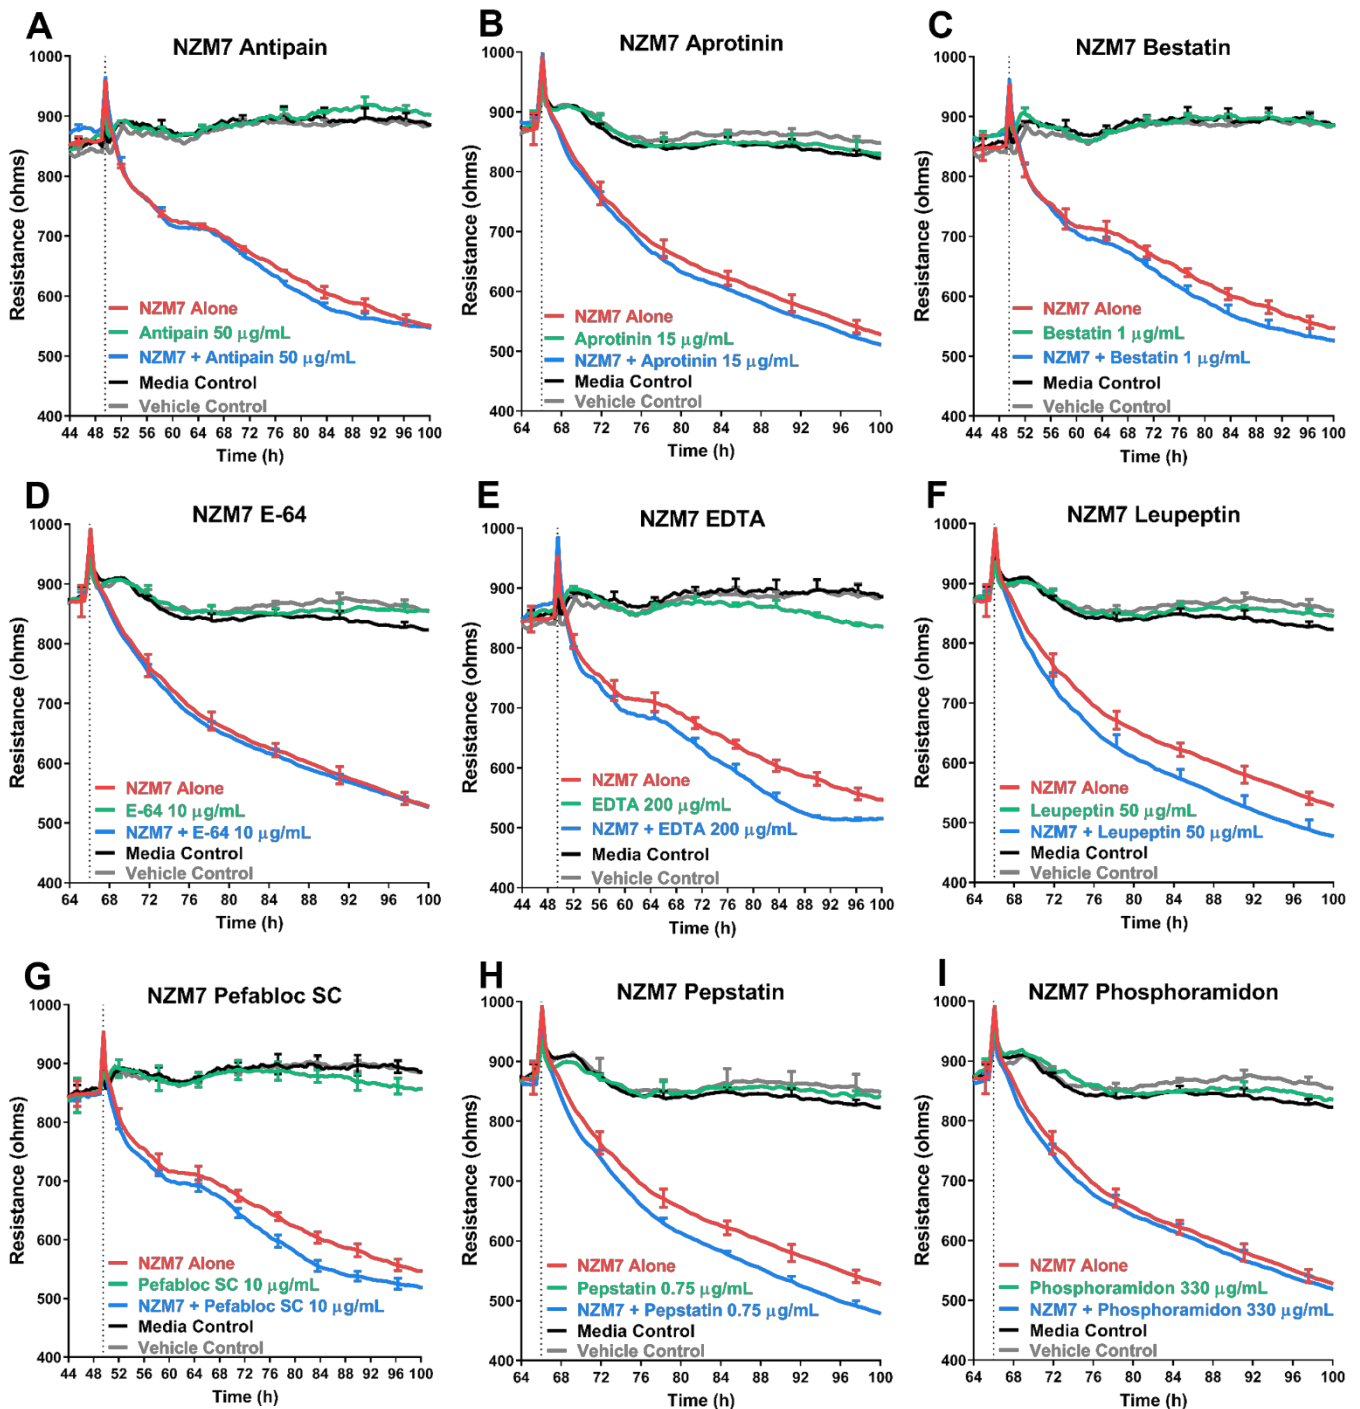 A
NZM7 Antipain
Resistance (ohms)
1000
900
800
700
600
500
400
NZM7 Alone
Antipain 50 μg/mL
NZM7 + Antipain 50 μg/mL
Media Control
Vehicle Control
44 48 52 56 60 64 68 72 76 80 84 88 92 96 100
Time (h)
B
NZM7 Aprotinin
Resistance (ohms)
1000
900
800
700
600
500
400
NZM7 Alone
Aprotinin 15 μg/mL
NZM7 + Aprotinin 15 μg/mL
Media Control
Vehicle Control
64 68 72 76 80 84 88 92 96 100
Time (h)
C
NZM7 Bestatin
Resistance (ohms)
1000
900
800
700
600
500
400
NZM7 Alone
Bestatin 1 μg/mL
NZM7 + Bestatin 1 μg/mL
Media Control
Vehicle Control
44 48 52 56 60 64 68 72 76 80 84 88 92 96 100
Time (h)
D
NZM7 E-64
Resistance (ohms)
1000
900
800
700
600
500
400
NZM7 Alone
E-64 10 μg/mL
NZM7 + E-64 10 μg/mL
Media Control
Vehicle Control
64 68 72 76 80 84 88 92 96 100
Time (h)
E
NZM7 EDTA
Resistance (ohms)
1000
900
800
700
600
500
400
NZM7 Alone
EDTA 200 μg/mL
NZM7 + EDTA 200 μg/mL
Media Control
Vehicle Control
44 48 52 56 60 64 68 72 76 80 84 88 92 96 100
Time (h)
F
NZM7 Leupeptin
Resistance (ohms)
1000
900
800
700
600
500
400
NZM7 Alone
Leupeptin 50 μg/mL
NZM7 + Leupeptin 50 μg/mL
Media Control
Vehicle Control
64 68 72 76 80 84 88 92 96 100
Time (h)
G
NZM7 Pefabloc SC
Resistance (ohms)
1000
900
800
700
600
500
400
NZM7 Alone
Pefabloc SC 10 μg/mL
NZM7 + Pefabloc SC 10 μg/mL
Media Control
Vehicle Control
44 48 52 56 60 64 68 72 76 80 84 88 92 96 100
Time (h)
H
NZM7 Pepstatin
Resistance (ohms)
1000
900
800
700
600
500
400
NZM7 Alone
Pepstatin 0.75 μg/mL
NZM7 + Pepstatin 0.75 μg/mL
Media Control
Vehicle Control
64 68 72 76 80 84 88 92 96 100
Time (h)
I
NZM7 Phosphoramidon
Resistance (ohms)
1000
900
800
700
600
500
400
NZM7 Alone
Phosphoramidon 330 μg/mL
NZM7 + Phosphoramidon 330 μg/mL
Media Control
Vehicle Control
64 68 72 76 80 84 88 92 96 100
Time (h)